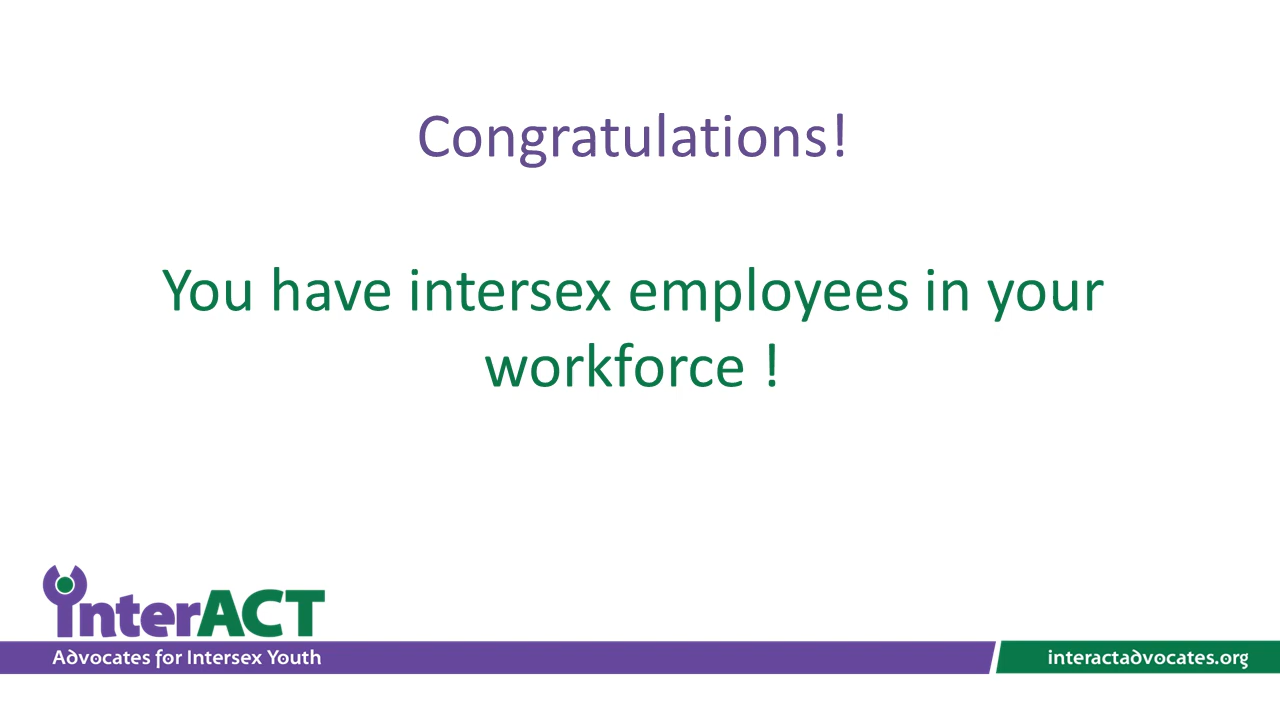 Congratulations!
You have intersex employees in your
workforce !
interACT
Advocates for Intersex Youth
interactadvocates.org